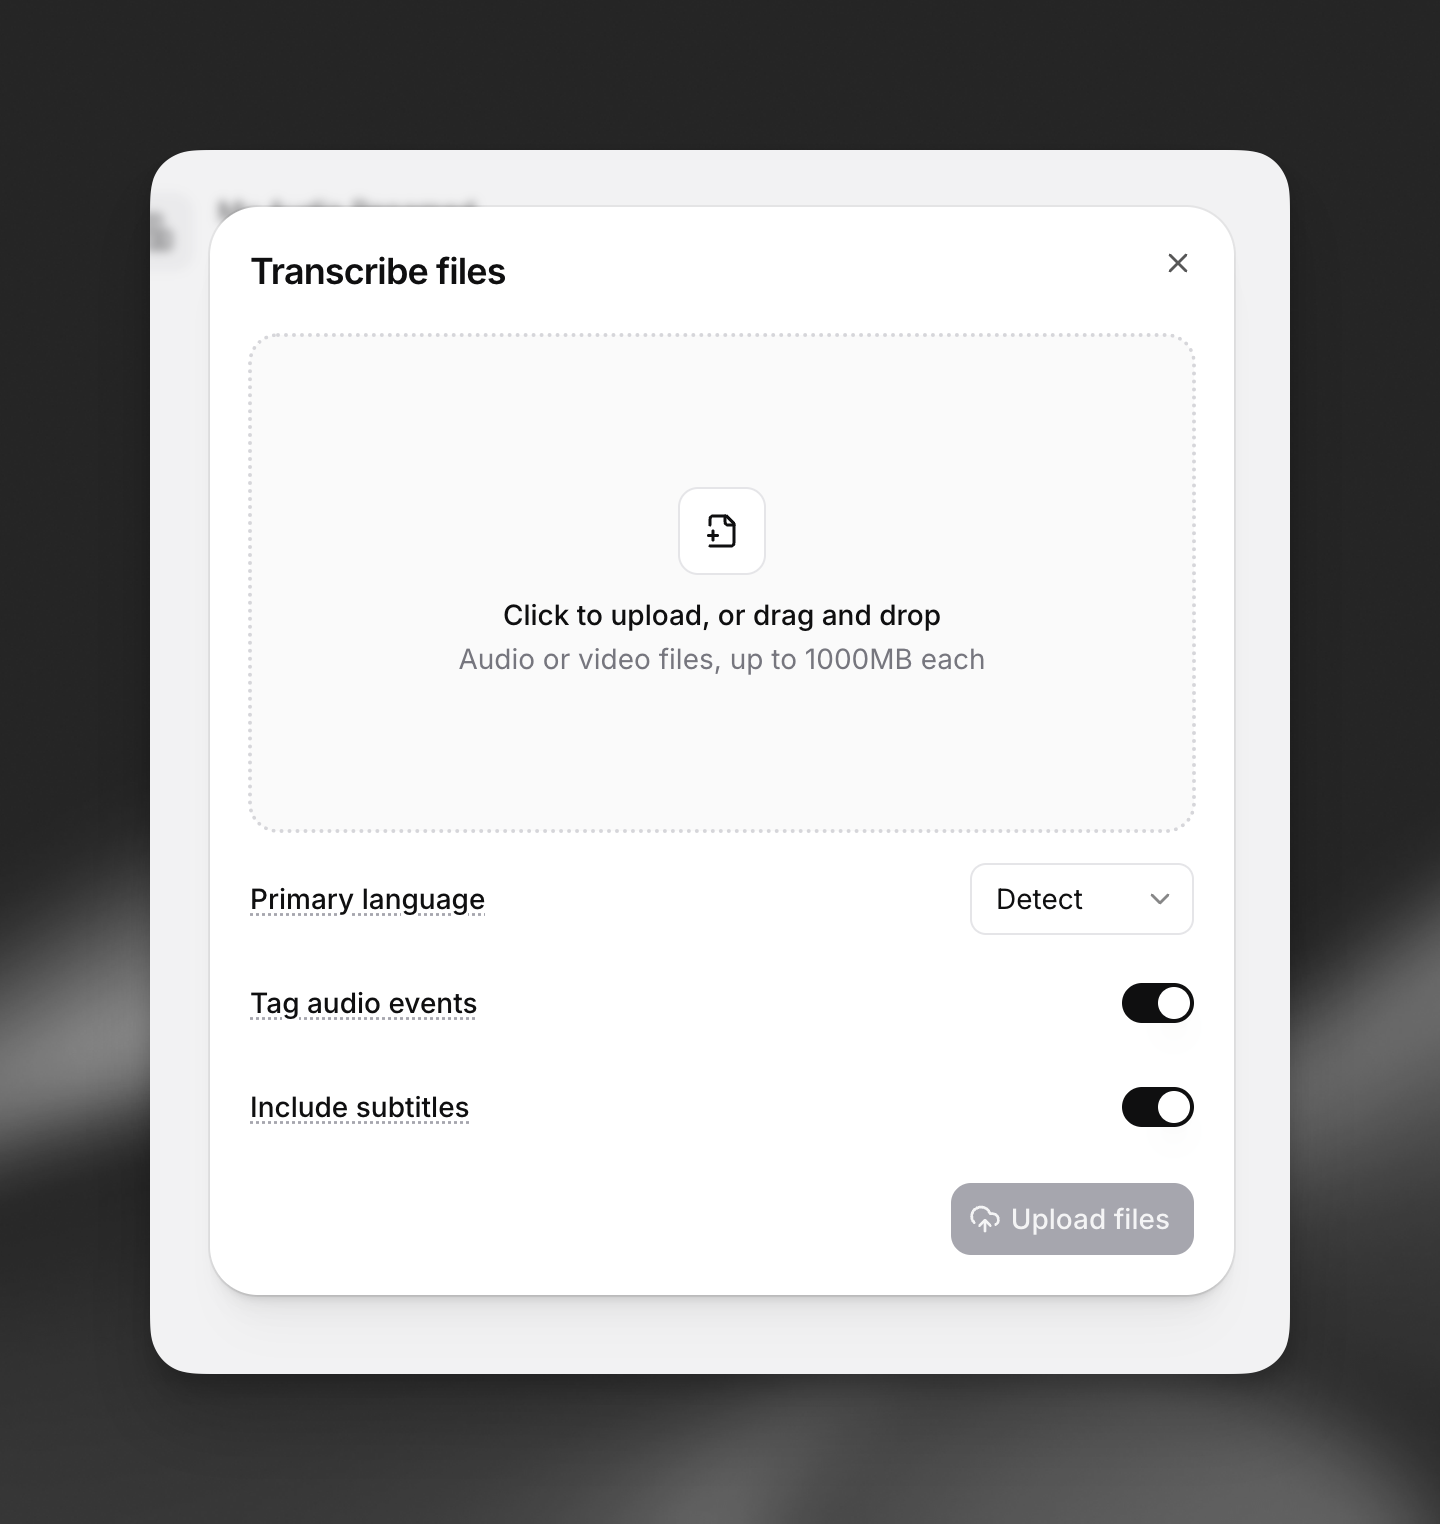 Transcribe files
Click to upload, or drag and drop
Audio or video files, up to 1000MB each
Primary language
Detect
Tag audio events
Include subtitles
Upload files